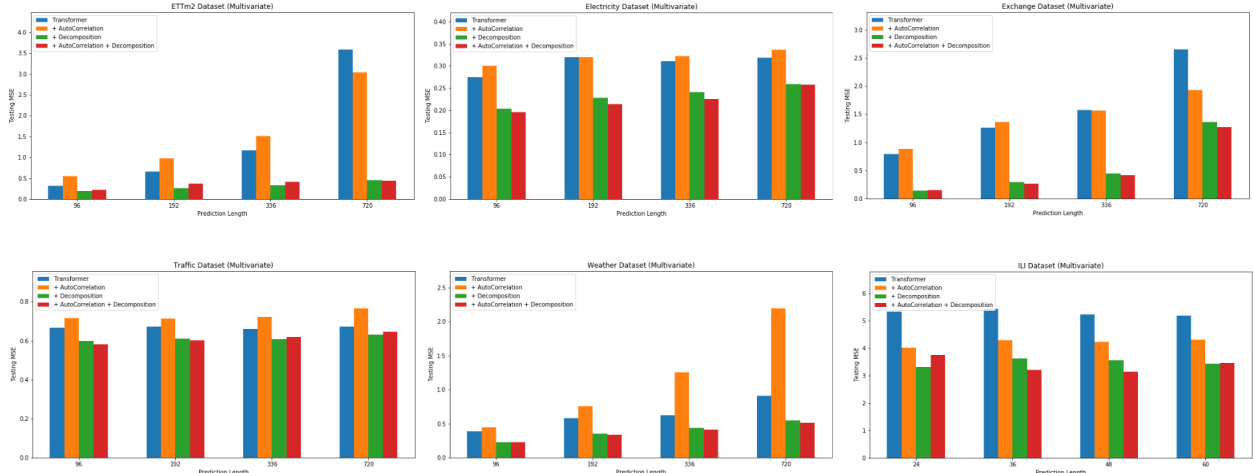 ETTm2 Dataset (Multivariate)
Transformer
+ AutoCorrelation
+ Decomposition
+ AutoCorrelation + Decomposition
Testing MSE
4.0
3.5
3.0
2.5
2.0
1.5
1.0
0.5
0.0
96
192
336
720
Prediction Length
Electricity Dataset (Multivariate)
Transformer
+ AutoCorrelation
+ Decomposition
+ AutoCorrelation + Decomposition
Testing MSE
0.40
0.35
0.30
0.25
0.20
0.15
0.10
0.05
0.00
96
192
336
720
Prediction Length
Exchange Dataset (Multivariate)
Transformer
+ AutoCorrelation
+ Decomposition
+ AutoCorrelation + Decomposition
Testing MSE
3.0
2.5
2.0
1.5
1.0
0.5
0.0
96
192
336
720
Prediction Length
Traffic Dataset (Multivariate)
Transformer
+ AutoCorrelation
+ Decomposition
+ AutoCorrelation + Decomposition
Testing MSE
0.8
0.6
0.4
0.2
0.0
96
192
336
720
Prediction Length
Weather Dataset (Multivariate)
Transformer
+ AutoCorrelation
+ Decomposition
+ AutoCorrelation + Decomposition
Testing MSE
2.5
2.0
1.5
1.0
0.5
0.0
96
192
336
720
Prediction Length
ILI Dataset (Multivariate)
Transformer
+ AutoCorrelation
+ Decomposition
+ AutoCorrelation + Decomposition
Testing MSE
6
5
4
3
2
1
0
24
36
48
60
Prediction Length